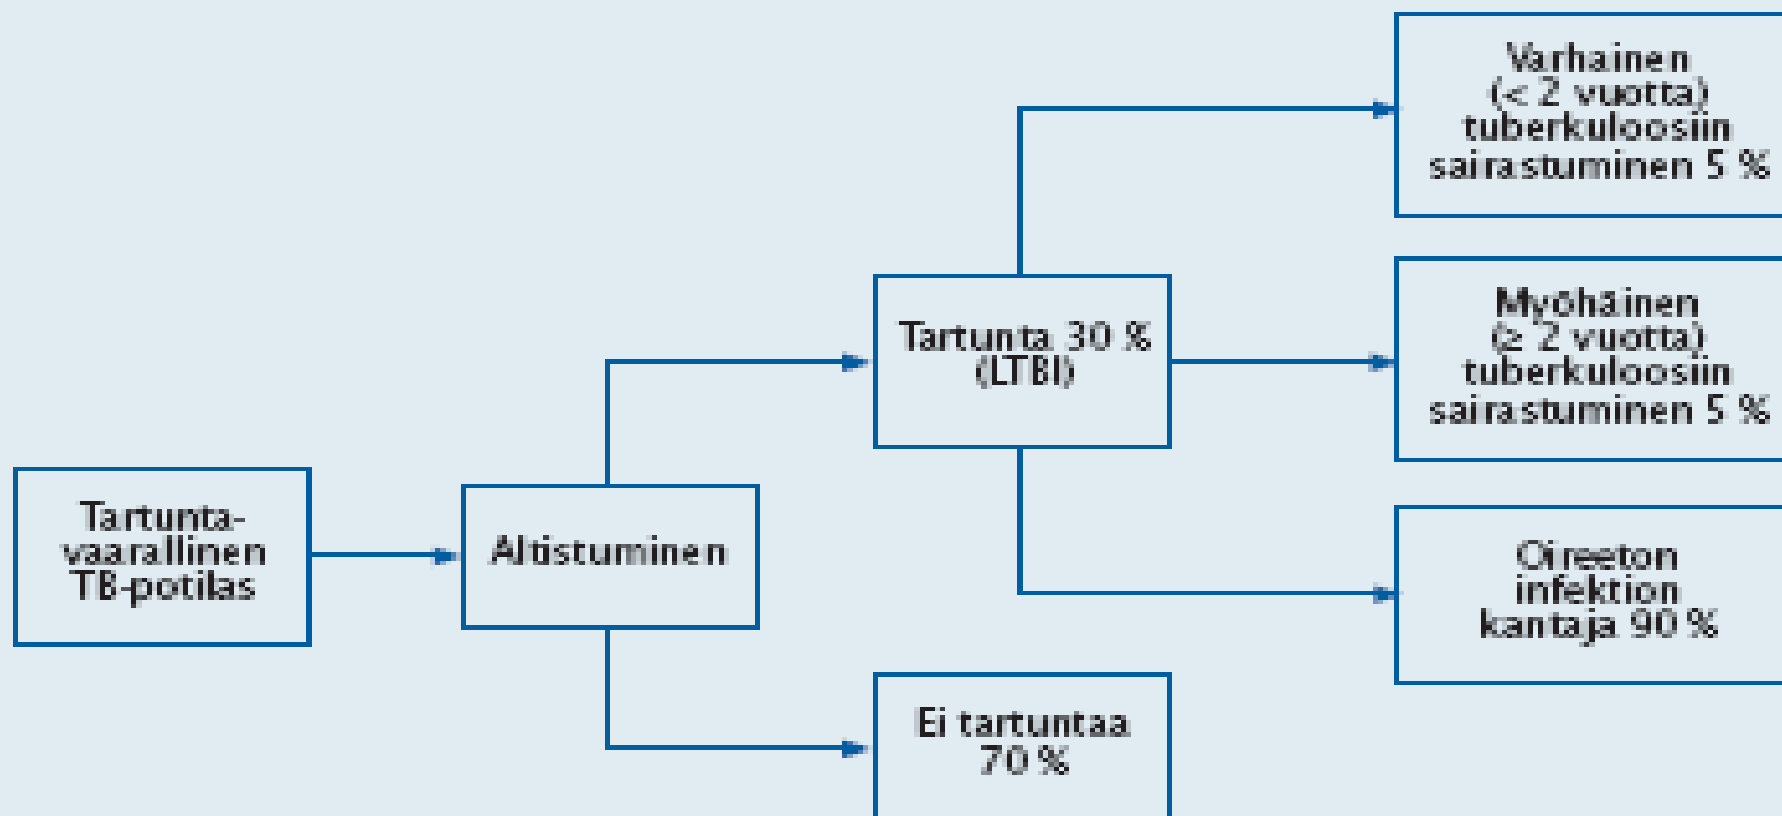 Tartunta-
vaarallinen
TB-potilas
Altistuminen
Tartunta 30 %
(LTBI)
Ei tartuntaa
70 %
Varhainen
(< 2 vuotta)
tuberkuloosiin
sairastuminen 5 %
Myöhäinen
(≥ 2 vuotta)
tuberkuloosiin
sairastuminen 5 %
Oireeton
infektion
kantaja 90 %